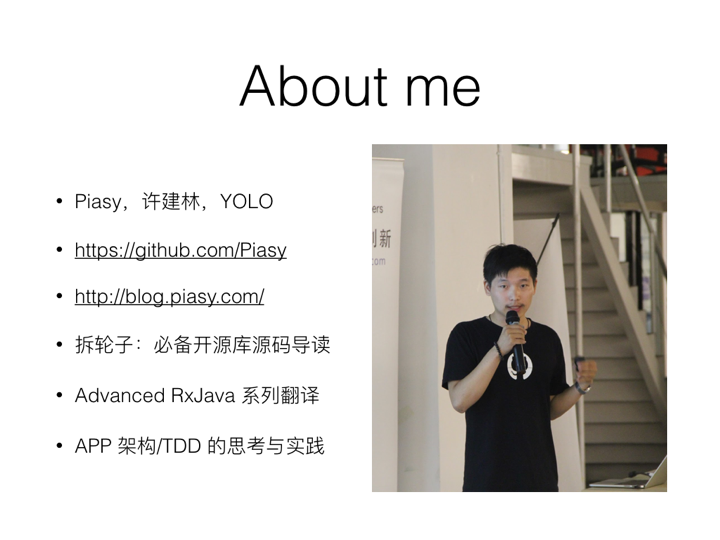 About me
Piasy，许建林，YOLO
https://github.com/Piasy
http://blog.piasy.com/
拆轮子：必备开源库源码导读
Advanced RxJava 系列翻译
APP 架构/TDD 的思考与实践
ers
创新
.com